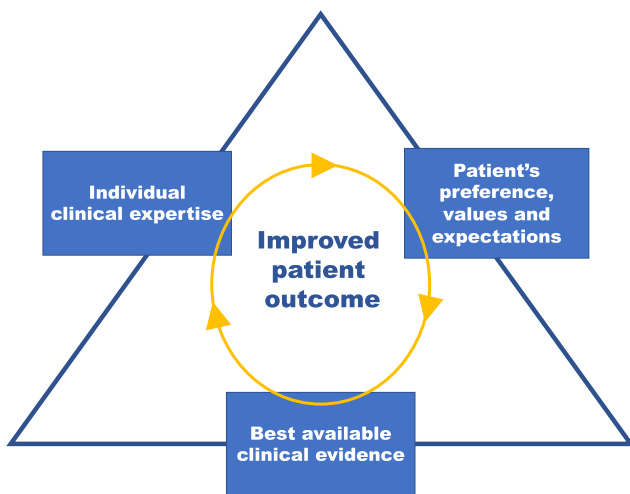 Individual
clinical expertise
Patient's
preference,
values and
expectations
Improved
patient
outcome
Best available
clinical evidence